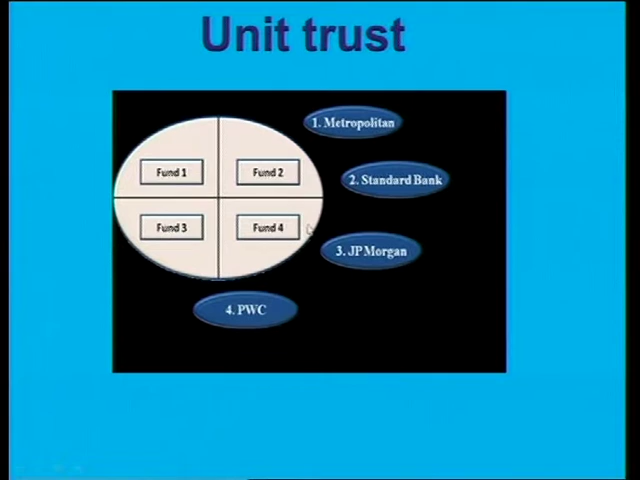 Unit trust
1. Metropolitan
Fund 1
Fund 2
2. Standard Bank
Fund 3
Fund 4
3. JP Morgan
4. PWC